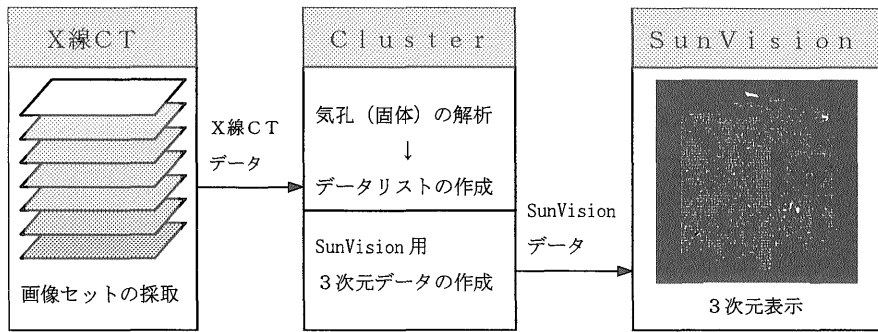 X線CT
画像セットの採取
X線CT
データ
Cluster
気孔（固体）の解析
↓
データリストの作成
SunVision用
3次元データの作成
SunVision
データ
SunVision
3次元表示